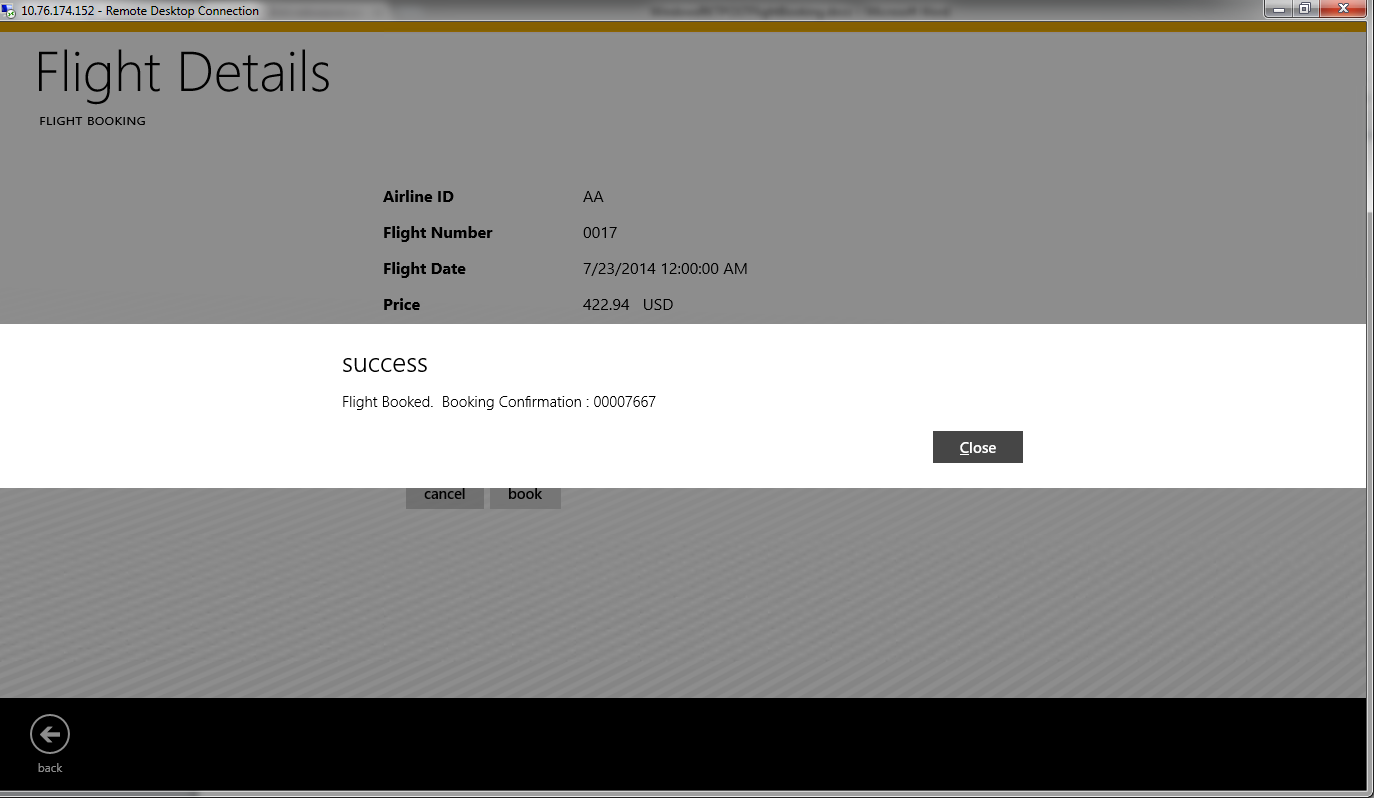 10.76.174.152 - Remote Desktop Connection
Flight Details
FLIGHT BOOKING
Airline ID AA
Flight Number 0017
Flight Date 7/23/2014 12:00:00 AM
Price 422.94 USD
success
Flight Booked. Booking Confirmation : 00007667
Close
cancel book
back